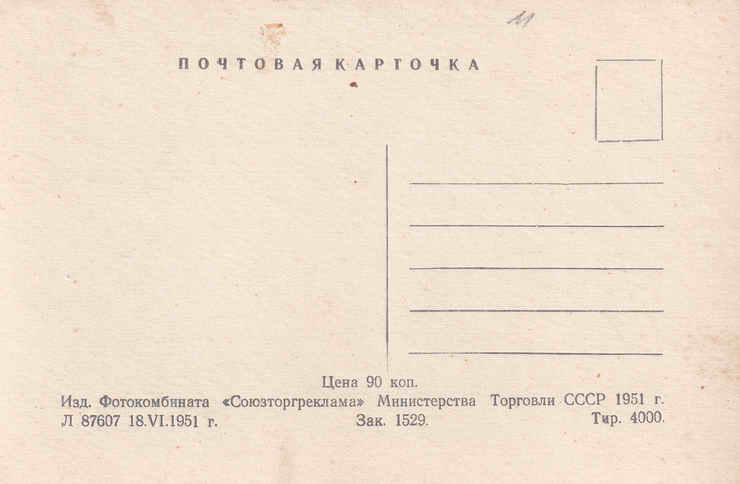 11
ПОЧТОВАЯ КАРТОЧКА
Цена 90 коп.
Изд. Фотокомбината «Союзторгреклама» Министерства Торговли СССР 1951 г.
Л 87607 18.VI.1951 г. Зак. 1529. Тир. 4000.